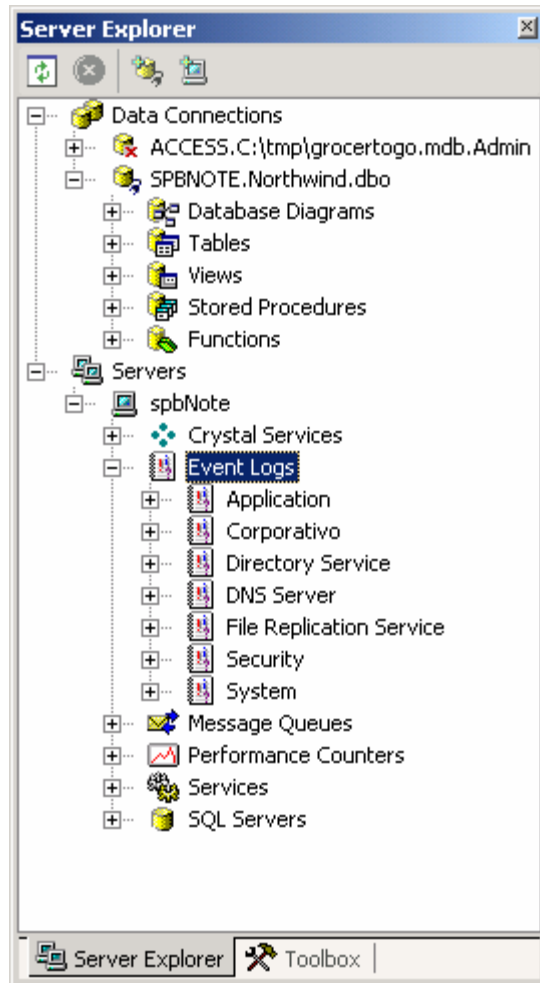 Server Explorer
Data Connections
ACCESS.C:\tmp\grocertogo.mdb.Admin
SPBNOTE.Northwind.dbo
Database Diagrams
Tables
Views
Stored Procedures
Functions
Servers
spbNote
Crystal Services
Event Logs
Application
Corporativo
Directory Service
DNS Server
File Replication Service
Security
System
Message Queues
Performance Counters
Services
SQL Servers
Server Explorer Toolbox